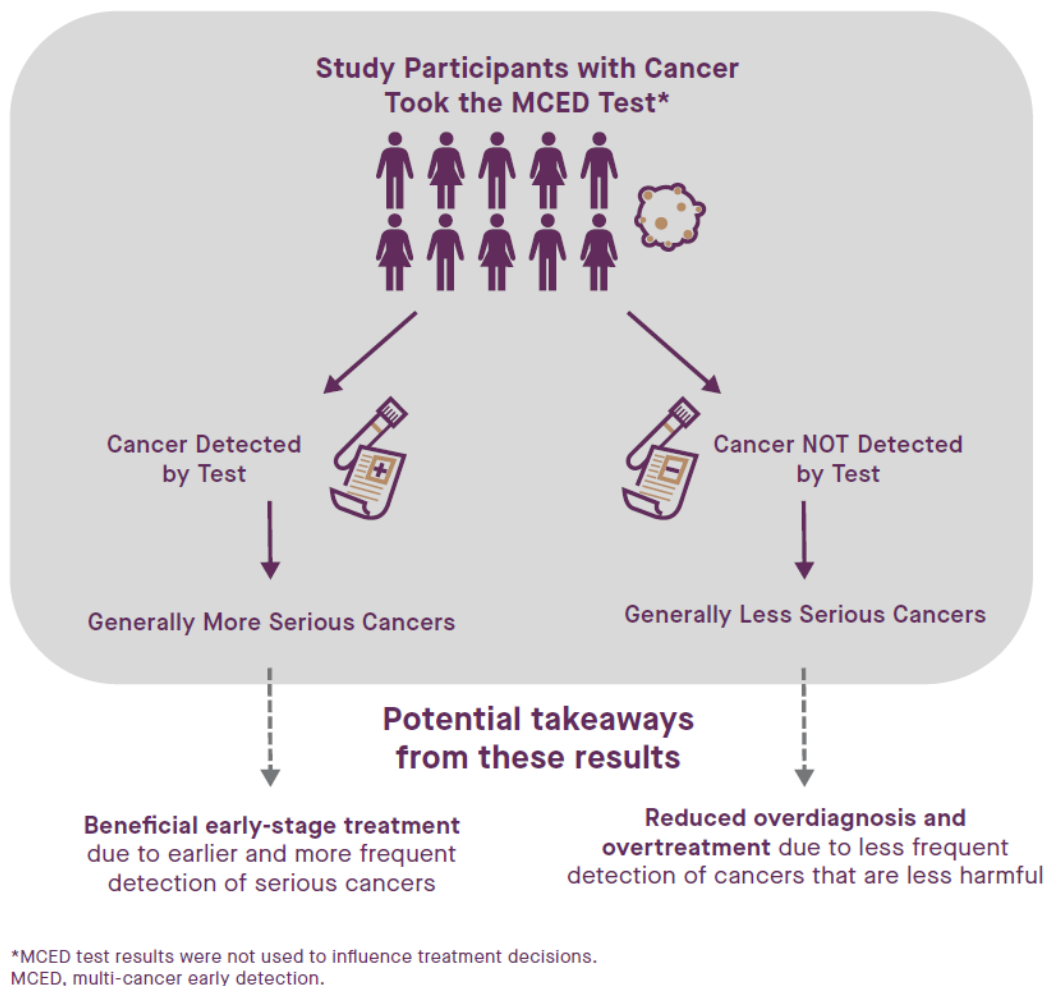 Study Participants with Cancer
Took the MCED Test*
Cancer Detected
by Test
Cancer NOT Detected
by Test
Generally More Serious Cancers
Generally Less Serious Cancers
Potential takeaways
from these results
Beneficial early-stage treatment
due to earlier and more frequent
detection of serious cancers
Reduced overdiagnosis and
overtreatment due to less frequent
detection of cancers that are less harmful
*MCED test results were not used to influence treatment decisions.
MCED, multi-cancer early detection.